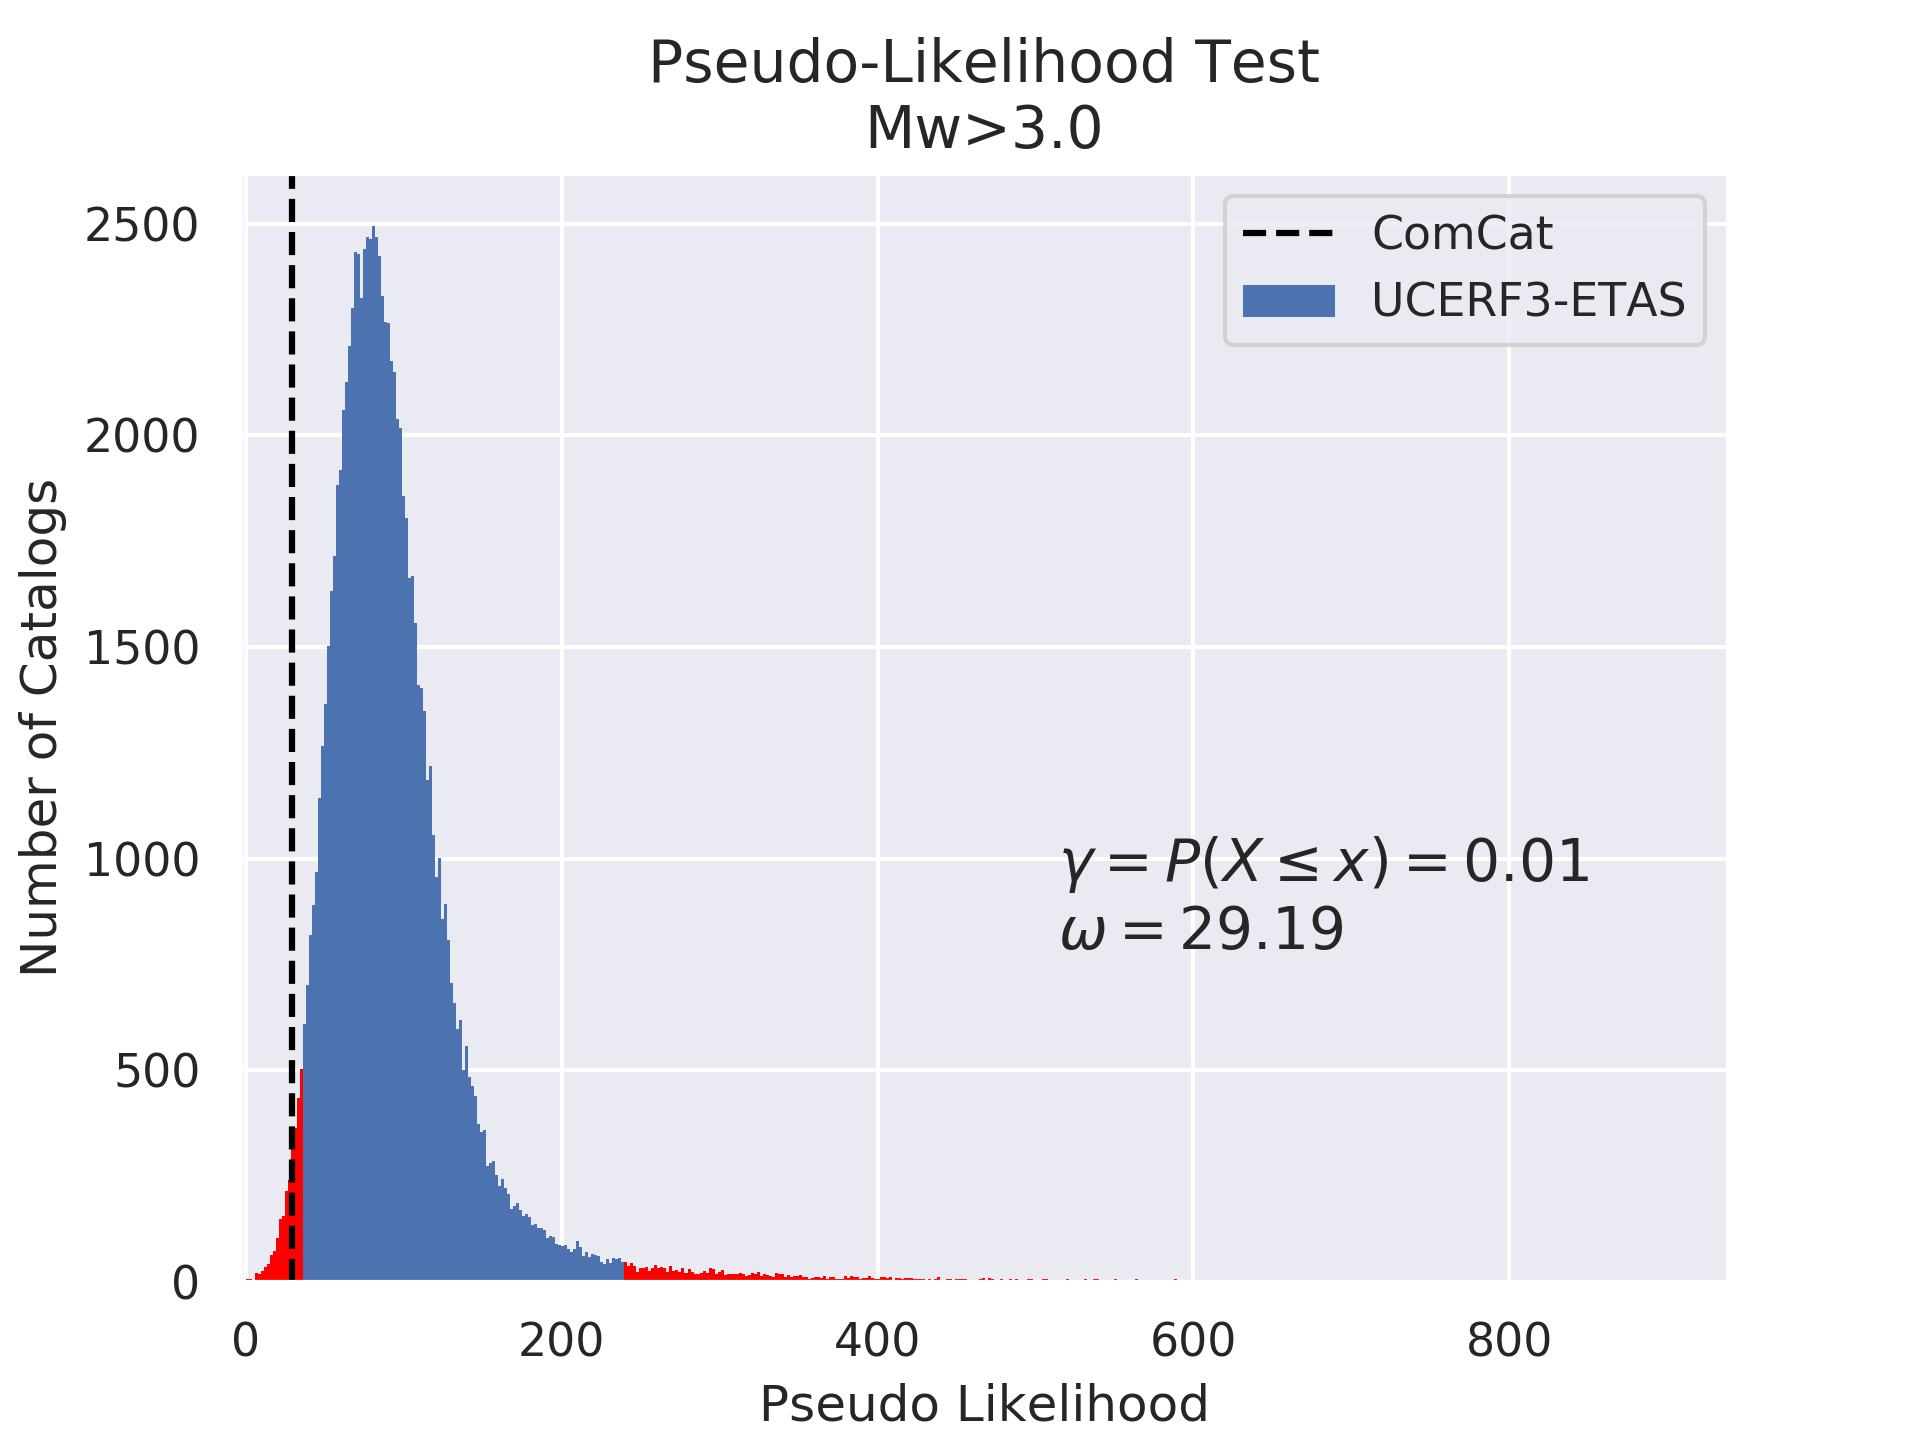 Pseudo-Likelihood Test
Mw>3.0
ComCat
UCERF3-ETAS
2500
2000
1500
1000
500
0
Number of Catalogs
γ = P(X ≤ x) = 0.01
ω = 29.19
0 200 400 600 800
Pseudo Likelihood